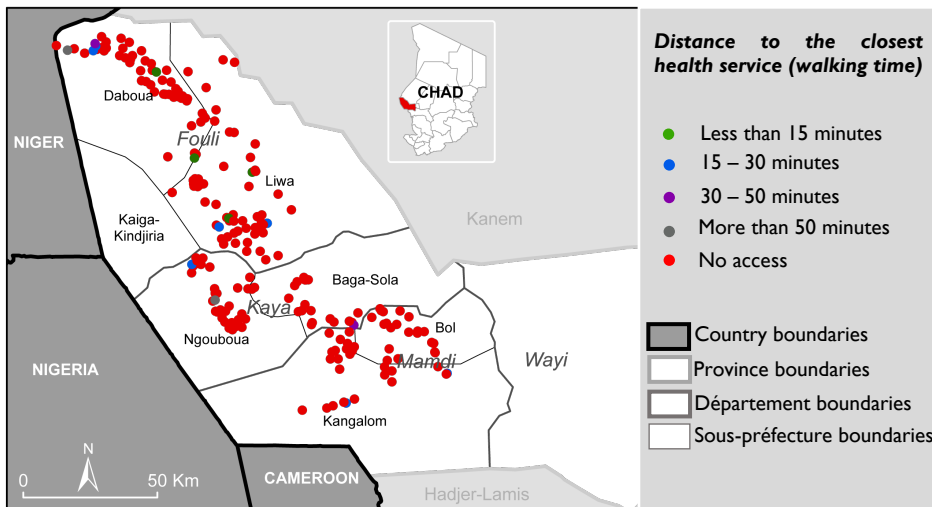 Distance to the closest
health service (walking time)
Less than 15 minutes
15 – 30 minutes
30 – 50 minutes
More than 50 minutes
No access
Country boundaries
Province boundaries
Département boundaries
Sous-préfecture boundaries
CHAD
Daboua
NIGER
Fouli
Liwa
Kaiga-
Kindjiria
Kanem
Baga-Sola
Kaya
Ngouboua
Bol
Mamdi
Wayi
NIGERIA
Kangalom
N
0 50 Km
CAMEROON
Hadjer-Lamis